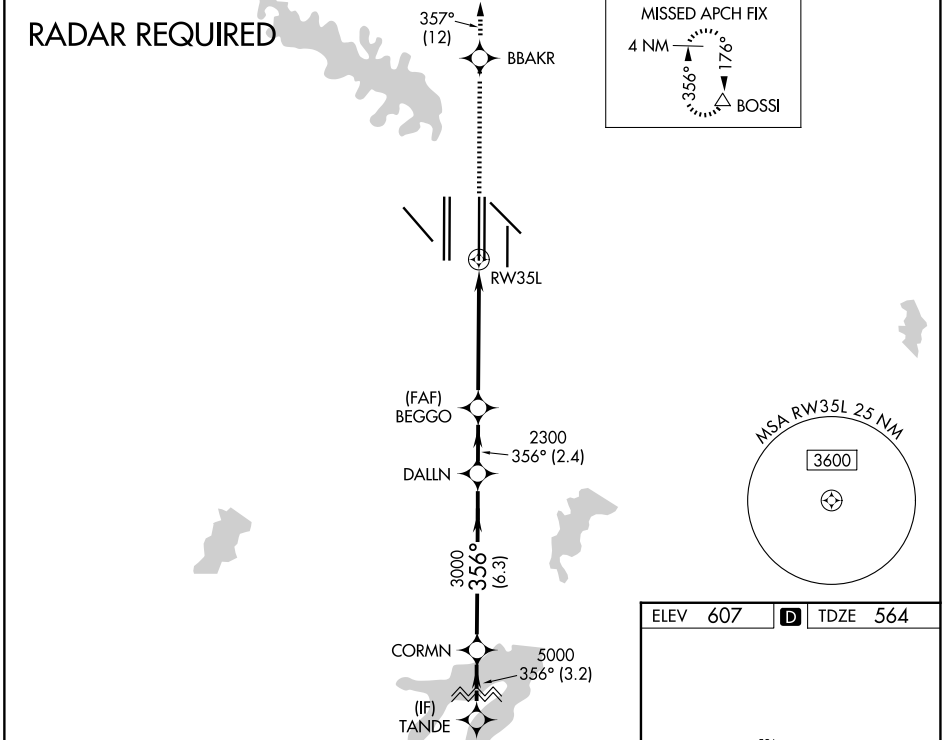 RADAR REQUIRED
357°
(12)
BBAKR
MISSED APCH FIX
4 NM
356°
176°
BOSSI
RW35L
(FAF)
BEGGO
2300
356° (2.4)
DALLN
MSA RW35L 25 NM
3600
3000
356°
(6.3)
CORMN
5000
356° (3.2)
(IF)
TANDE
ELEV 607 D TDZE 564